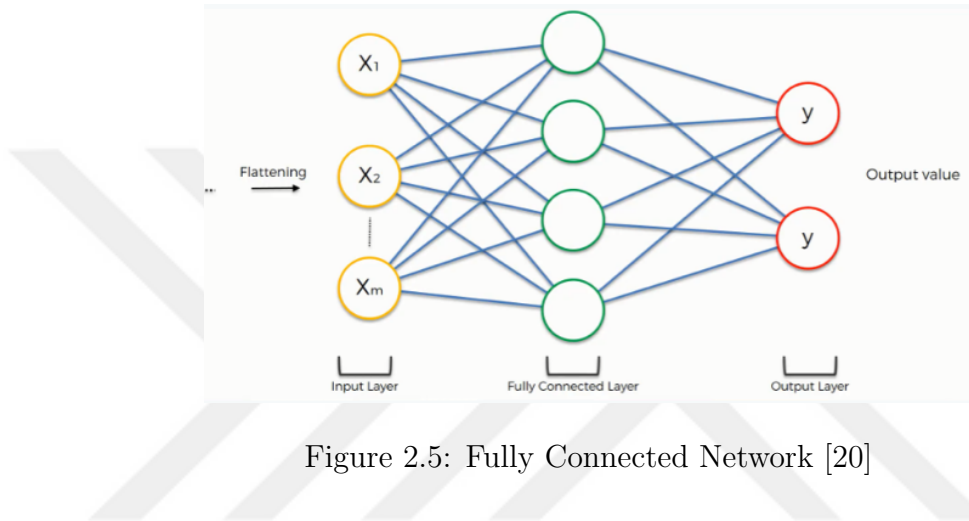 X1
X2
Xm
... Flattening
y
y
Output value
Input Layer
Fully Connected Layer
Output Layer
Figure 2.5: Fully Connected Network [20]